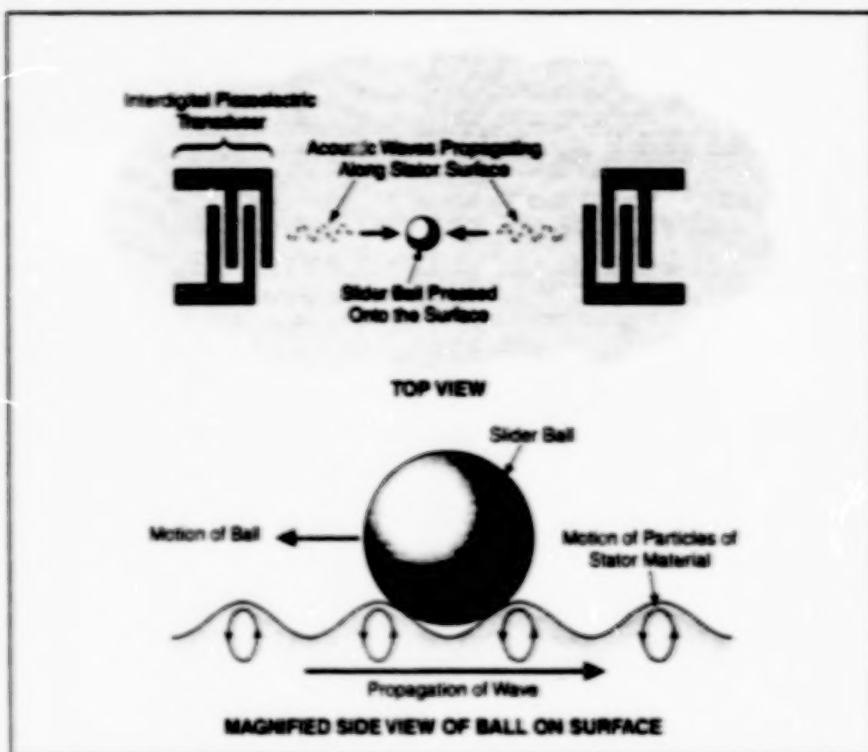 Interdigital Piezoelectric
Transducer
Acoustic Waves Propagating
Along Stator Surface
Slider Ball Pressed
Onto the Surface
TOP VIEW
Slider Ball
Motion of Ball
Motion of Particles of
Stator Material
Propagation of Wave
MAGNIFIED SIDE VIEW OF BALL ON SURFACE